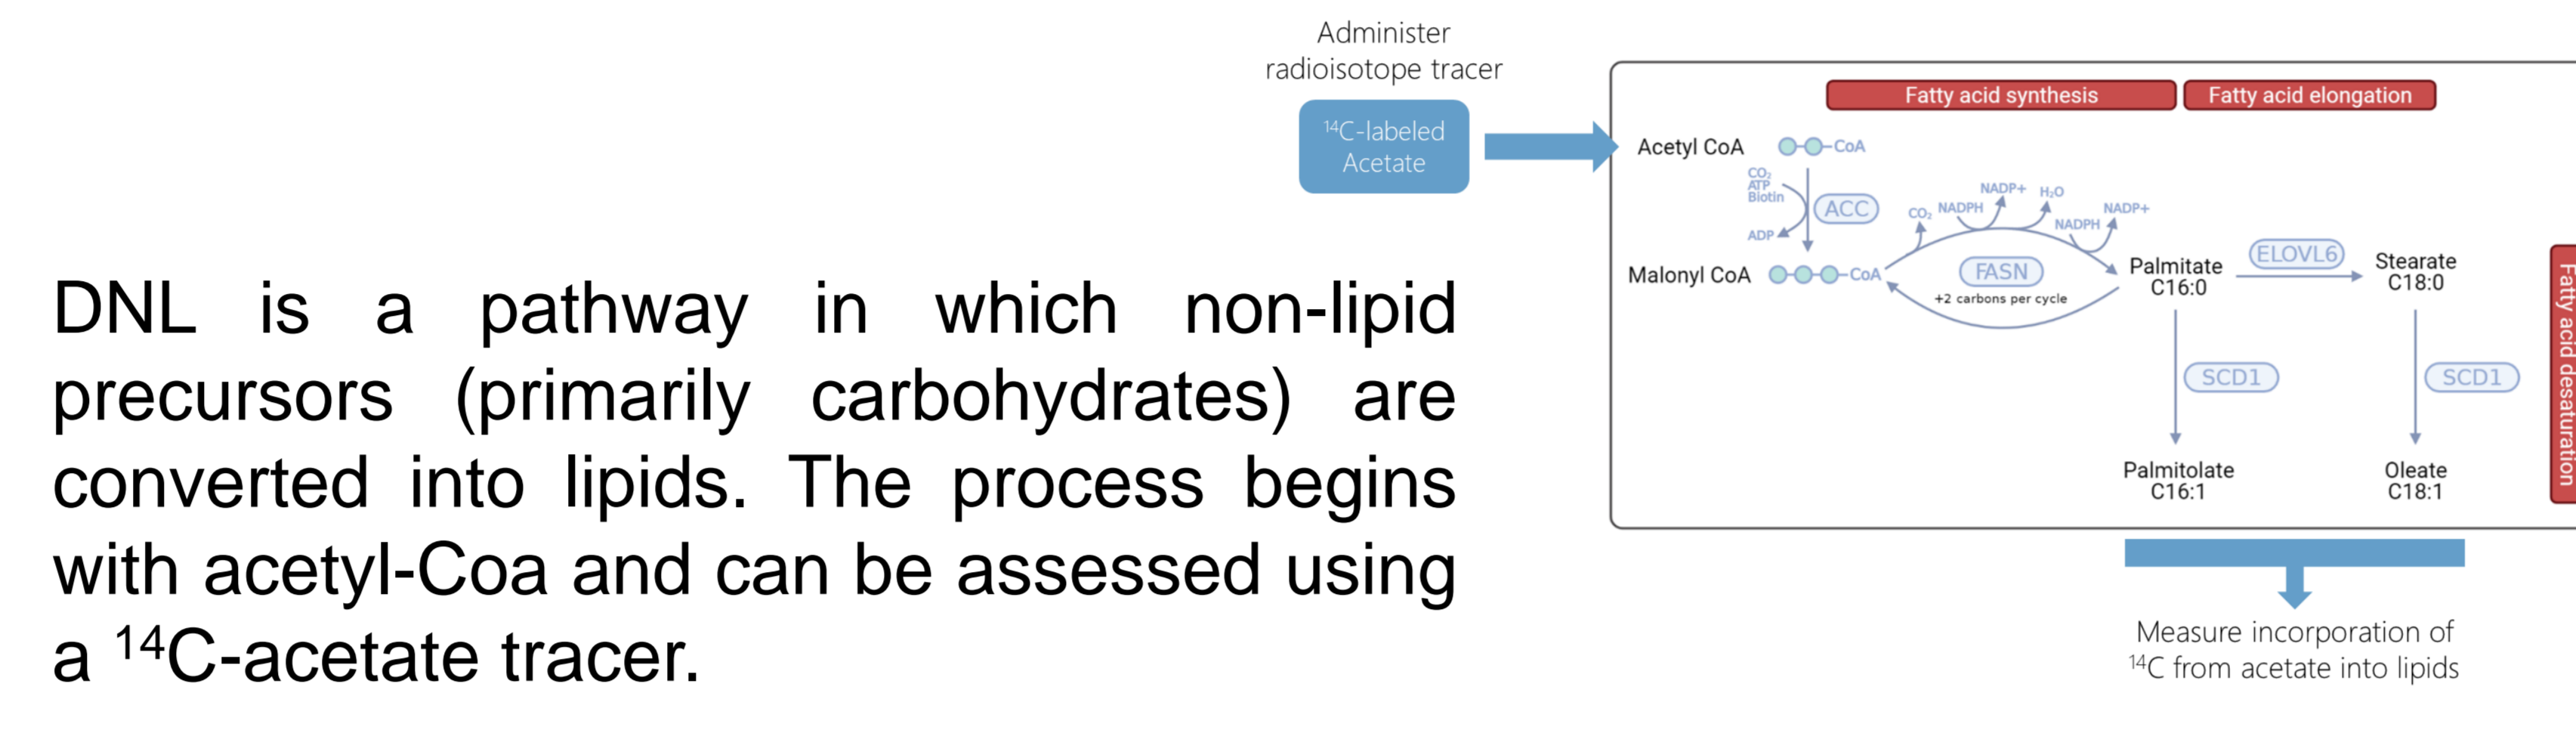 DNL is a pathway in which non-lipid
precursors (primarily carbohydrates) are
converted into lipids. The process begins
with acetyl-Coa and can be assessed using
a ¹⁴C-acetate tracer.
Administer
radioisotope tracer
¹⁴C-labeled
Acetate
Fatty acid synthesis
Fatty acid elongation
Acetyl CoA
CoA
CO₂
ATP
Biotin
ACC
ADP
Malonyl CoA
CoA
CO₂
NADPH
NADP+
H₂O
NADPH
NADP+
FASN
+2 carbons per cycle
Palmitate
C16:0
ELOVL6
Stearate
C18:0
SCD1
SCD1
Palmitolate
C16:1
Oleate
C18:1
Fatty acid desaturation
Measure incorporation of
¹⁴C from acetate into lipids